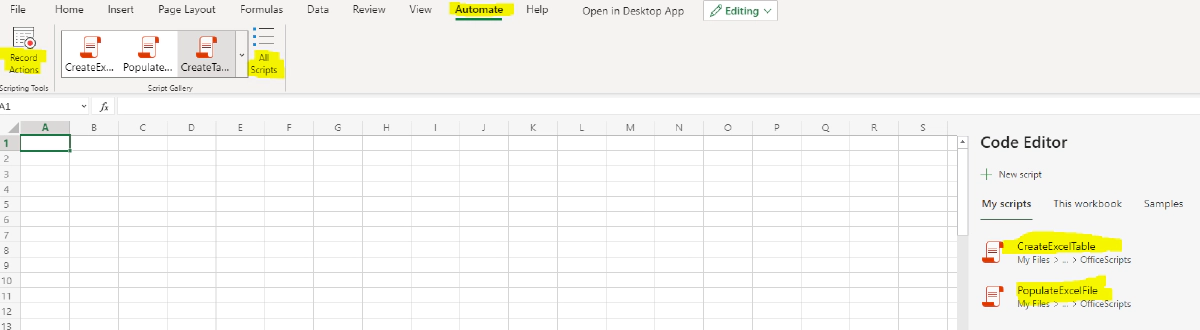 File Home Insert Page Layout Formulas Data Review View Automate Help Open in Desktop App Editing
Record
Actions
CreateEx... Populate... CreateTa...
All
Scripts
Scripting Tools Script Gallery
A1 fx
A B C D E F G H I J K L M N O P Q R S
1
2
3
4
5
6
7
8
9
10
11
12
13
Code Editor
New script
My scripts This workbook Samples
CreateExcelTable
My Files > ... > OfficeScripts
PopulateExcelFile
My Files > ... > OfficeScripts